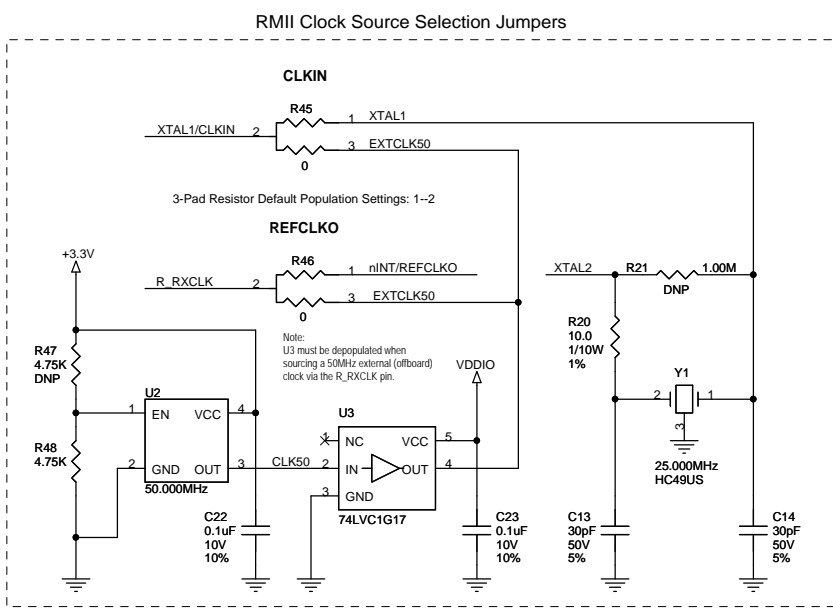 RMII Clock Source Selection Jumpers
CLKIN
R45
XTAL1/CLKIN
2
1
XTAL1
3
EXTCLK50
0
3-Pad Resistor Default Population Settings: 1--2
REFCLKO
R46
R_RXCLK
2
1
nINT/REFCLKO
3
EXTCLK50
0
Note:
U3 must be depopulated when
sourcing a 50MHz external (offboard)
clock via the R_RXCLK pin.
+3.3V
R47
4.75K
DNP
R48
4.75K
U2
1
EN
VCC
4
2
GND
OUT
3
50.000MHz
CLK50
C22
0.1uF
10V
10%
VDDIO
U3
1
NC
VCC
5
2
IN
OUT
4
3
GND
74LVC1G17
C23
0.1uF
10V
10%
XTAL2
R21
1.00M
DNP
R20
10.0
1/10W
1%
Y1
2
1
3
25.000MHz
HC49US
C13
30pF
50V
5%
C14
30pF
50V
5%